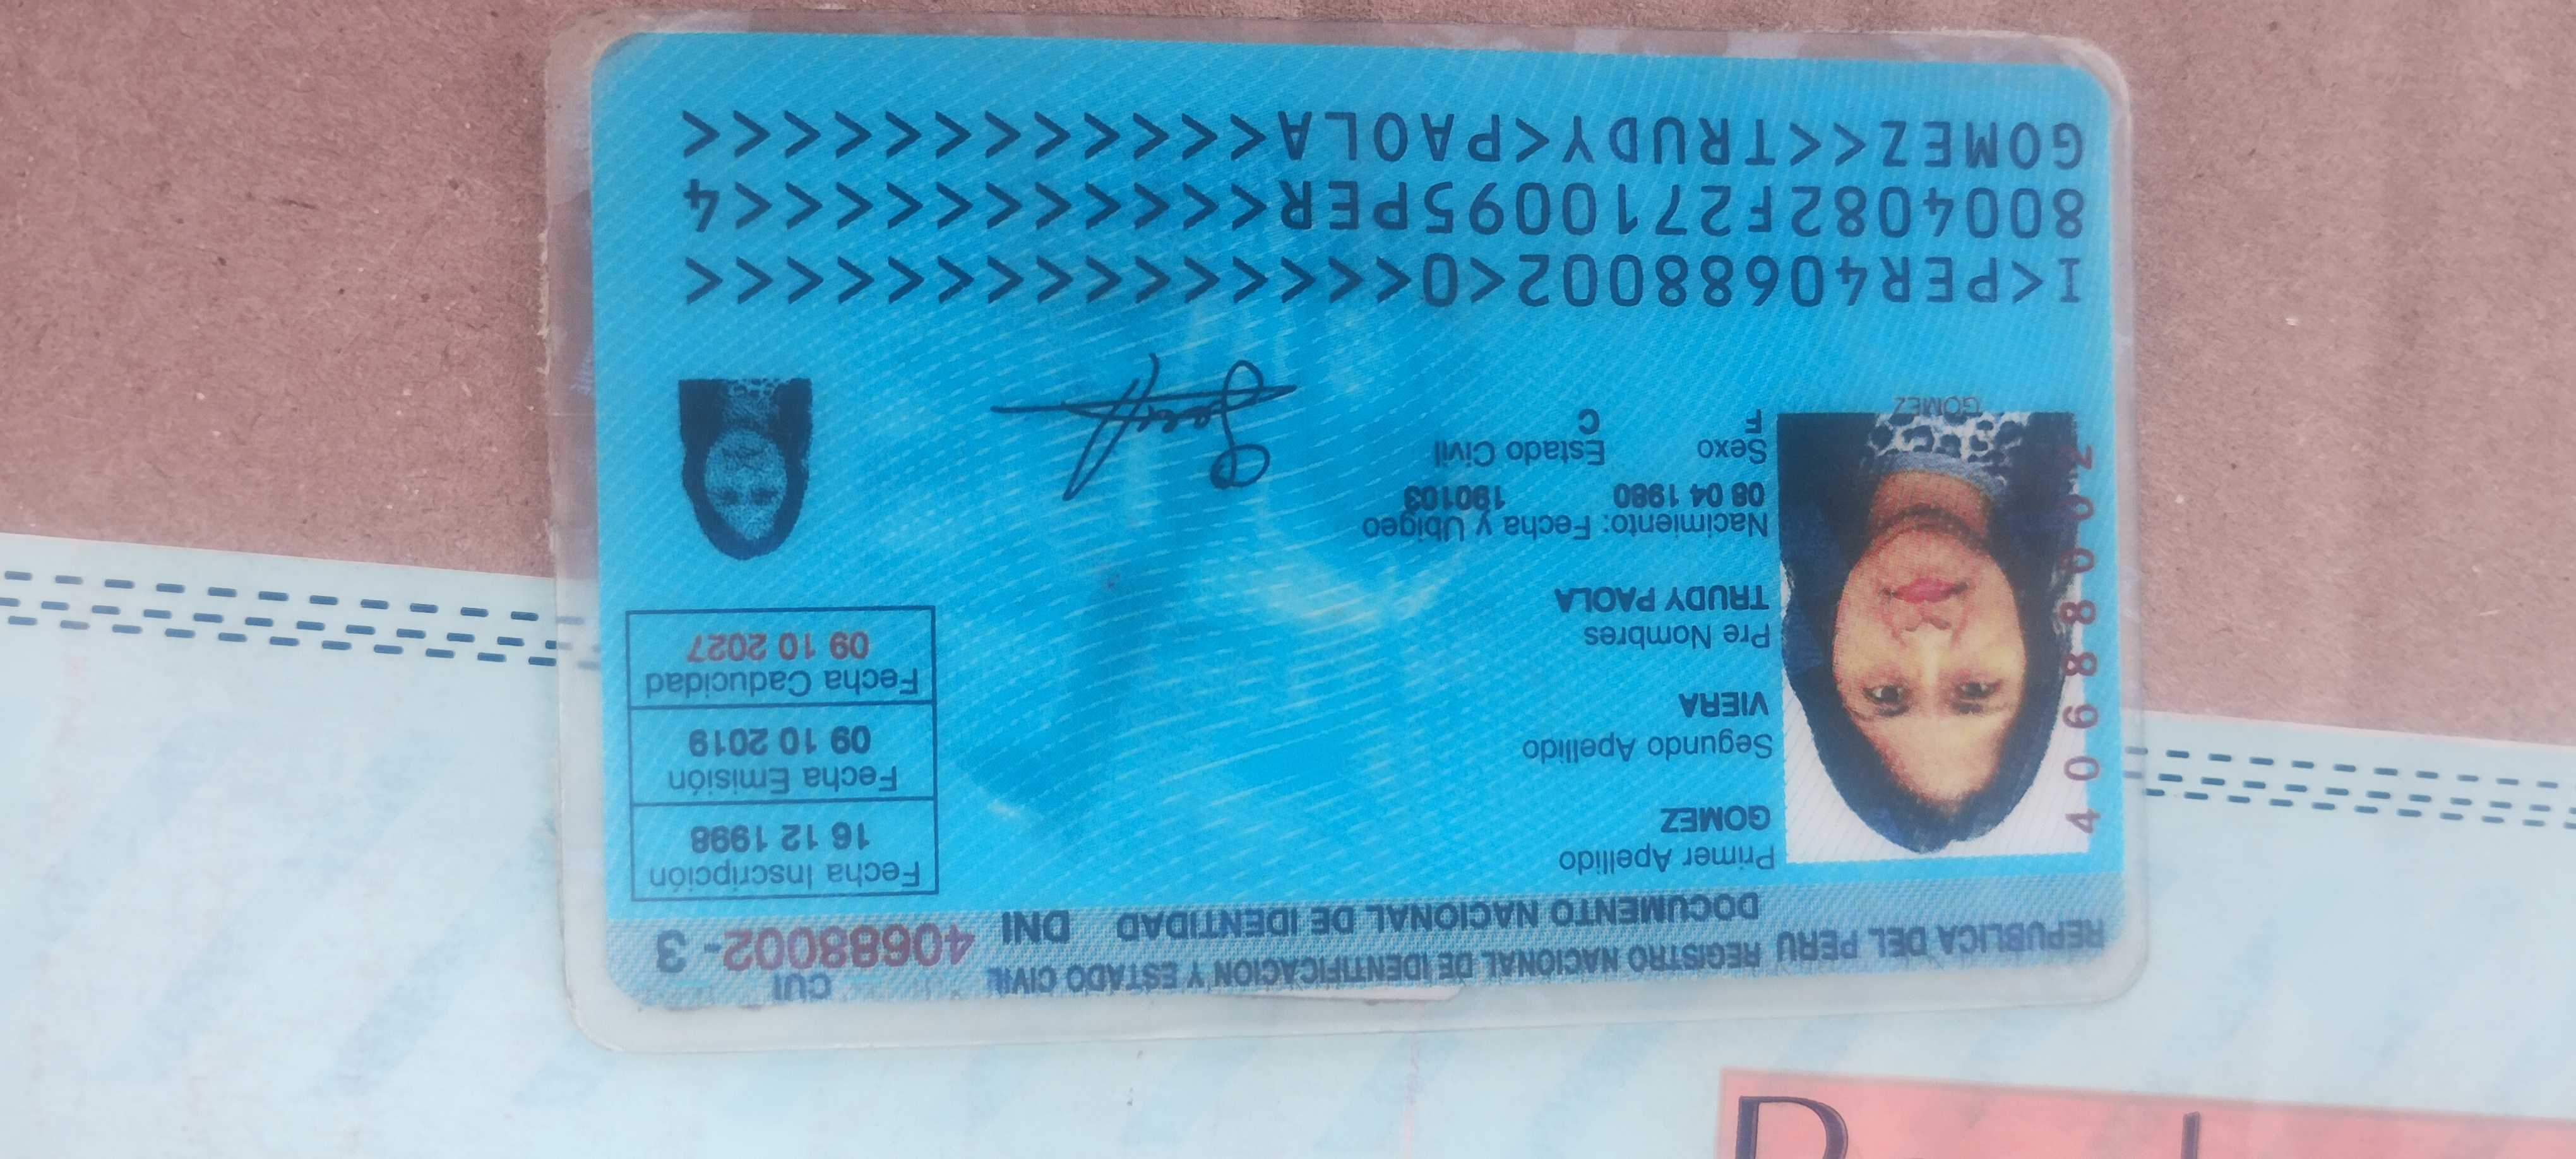 REPUBLICA DEL PERU REGISTRO NACIONAL DE IDENTIFICACION Y ESTADO CIVIL
CUI
DOCUMENTO NACIONAL DE IDENTIDAD DNI
40688002-3
Primer Apellido
GOMEZ
Segundo Apellido
VIERA
Pre Nombres
TRUDY PAOLA
Nacimiento: Fecha y Ubigeo
08 04 1980 190103
Sexo Estado Civil
F C
Fecha Inscripción
16 12 1998
Fecha Emisión
09 10 2019
Fecha Caducidad
09 10 2027
40688002
GOMEZ
I<PER40688002<0<<<<<<<<<<<<<<<
8004082F2710095PER<<<<<<<<<<<4
GOMEZ<<TRUDY<PAOLA<<<<<<<<<<<<